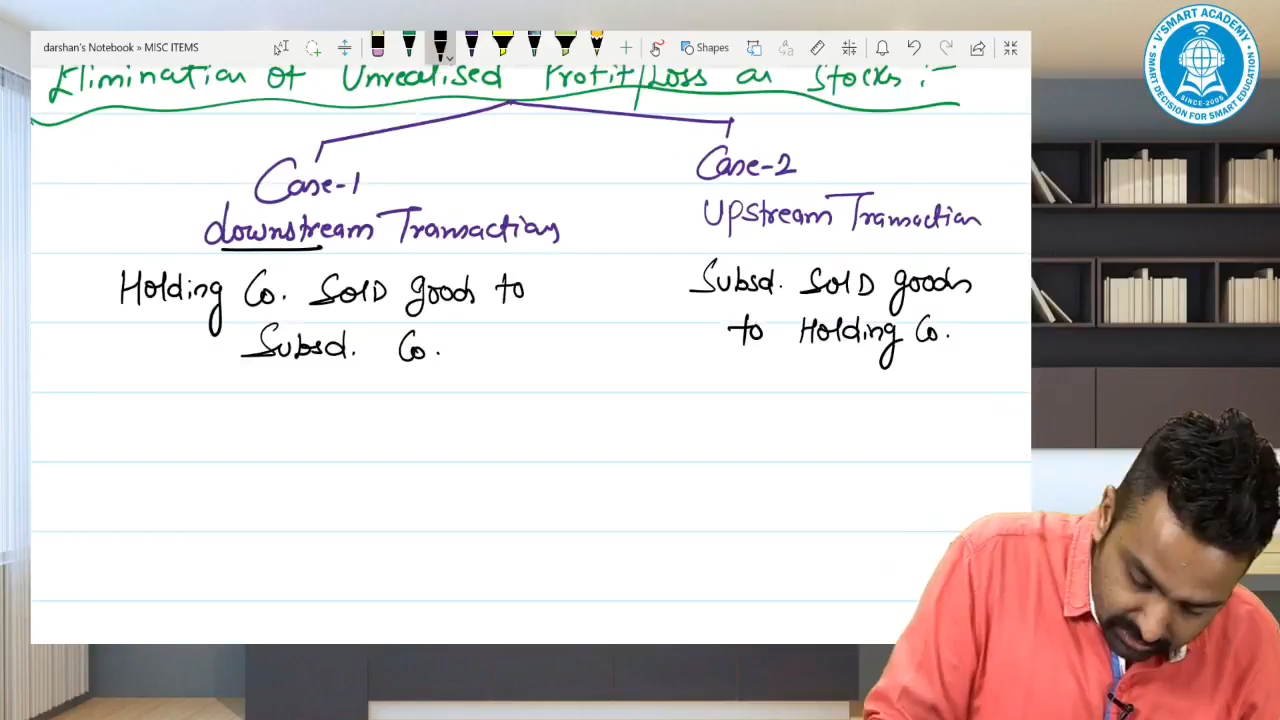 darshan's Notebook » MISC ITEMS
Shapes
Elimination of Unrealised Profit/Loss on Stocks :-
Case-1
downstream Transactions
Holding Co. Sold goods to
Subsd. Co.
Case-2
Upstream Transaction
Subsd. Sold goods
to Holding Co.
V'SMART ACADEMY
SINCE-2005
SMART DECISION FOR SMART EDUCATION